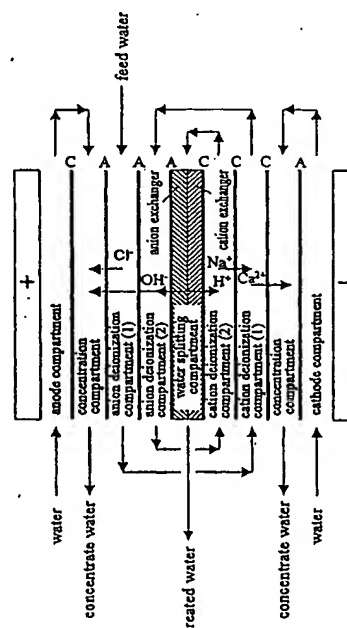 +
anode compartment
C
concentration
compartment
A
anion deionization
compartment (1)
A
anion deionization
compartment (2)
A
water splitting
compartment
C
cation deionization
compartment (2)
C
cation deionization
compartment (1)
C
concentration
compartment
A
cathode compartment
−
feed water
anion exchanger
cation exchanger
Cl⁻
OH⁻
Na⁺
H⁺
Ca²⁺
water
concentrate water
reated water
concentrate water
water